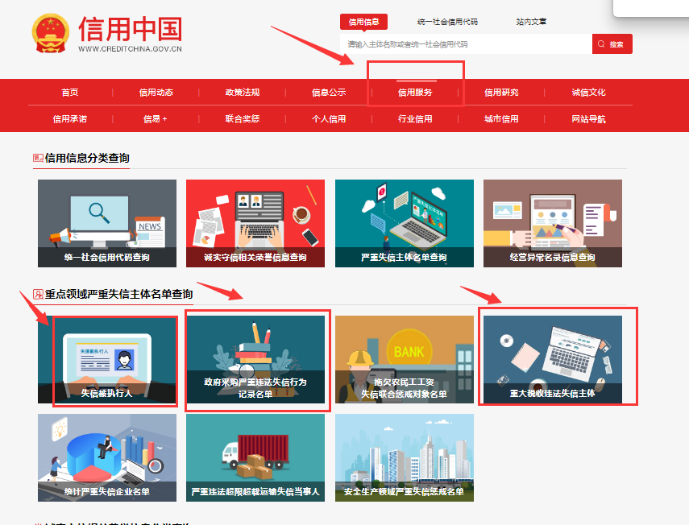 信用中国
WWW.CREDITCHINA.GOV.CN
信用信息 统一社会信用代码 站内文章
请输入主体名称或者统一社会信用代码 搜索
首页 信用动态 政策法规 信息公示 信用服务 信用研究 诚信文化
信用承诺 信易+ 联合奖惩 个人信用 行业信用 城市信用 网站导航
信用信息分类查询
NEWS
统一社会信用代码查询 诚实守信相关荣誉信息查询 严重失信主体名单查询 经营异常名录信息查询
重点领域严重失信主体名单查询
失信被执行人
BANK
失信被执行人
政府采购严重违法失信行为
记录名单
拖欠农民工工资
失信联合惩戒对象名单
重大税收违法失信主体
统计严重失信企业名单 严重违法超限超载运输失信当事人 安全生产领域严重失信惩戒名单